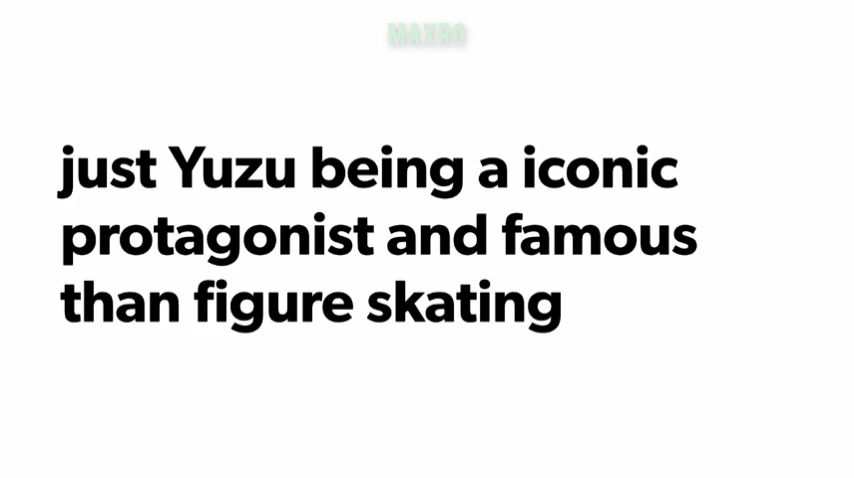 MAXRO
just Yuzu being a iconic
protagonist and famous
than figure skating